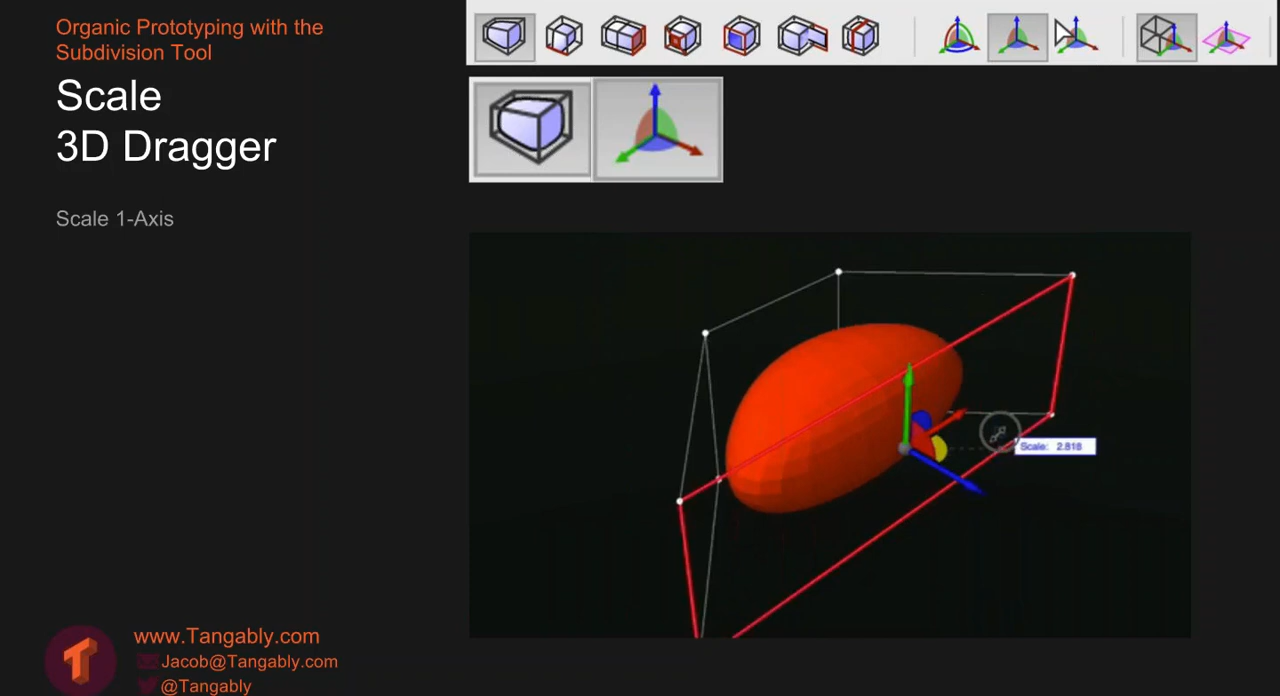 Organic Prototyping with the
Subdivision Tool
Scale
3D Dragger
Scale 1-Axis
Scale: 2.818
www.Tangably.com
Jacob@Tangably.com
@Tangably